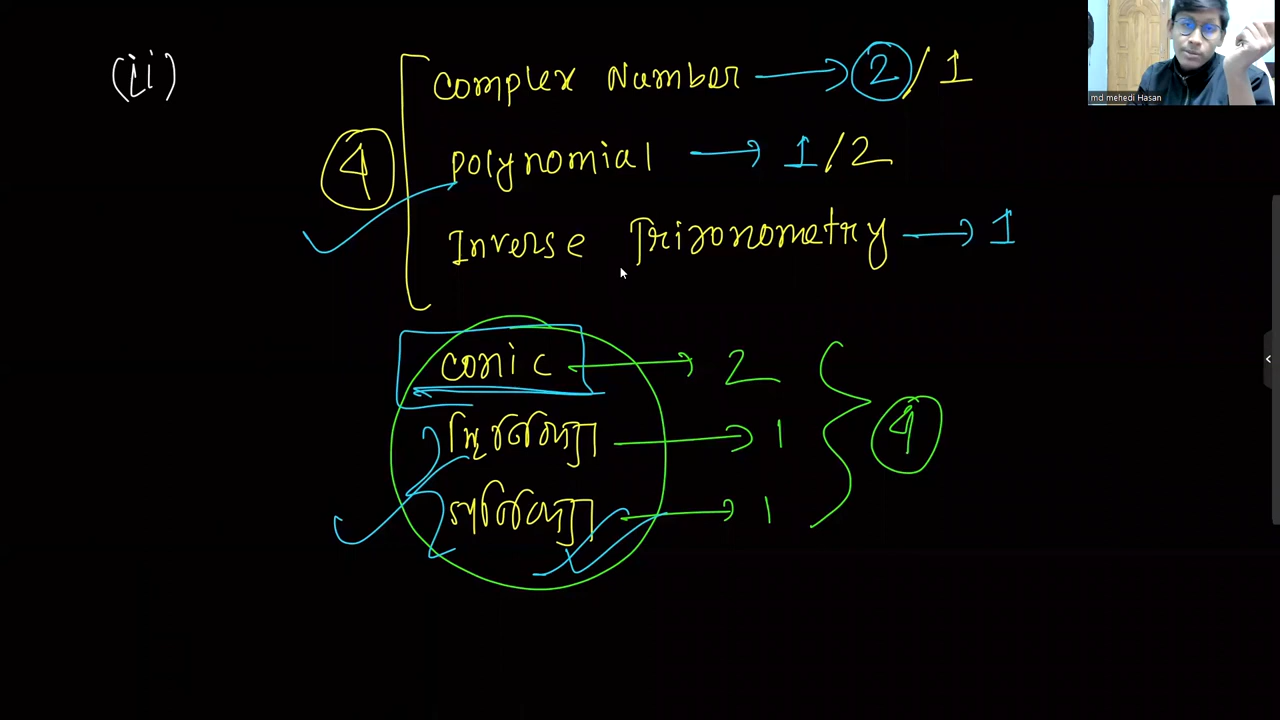 (ii)
Complex Number → 2/1
4
Polynomial → 1/2
Inverse Trigonometry → 1
conic → 2
স্থিতিবিদ্যা → 1
4
গতিবিদ্যা → 1
md mehedi Hasan